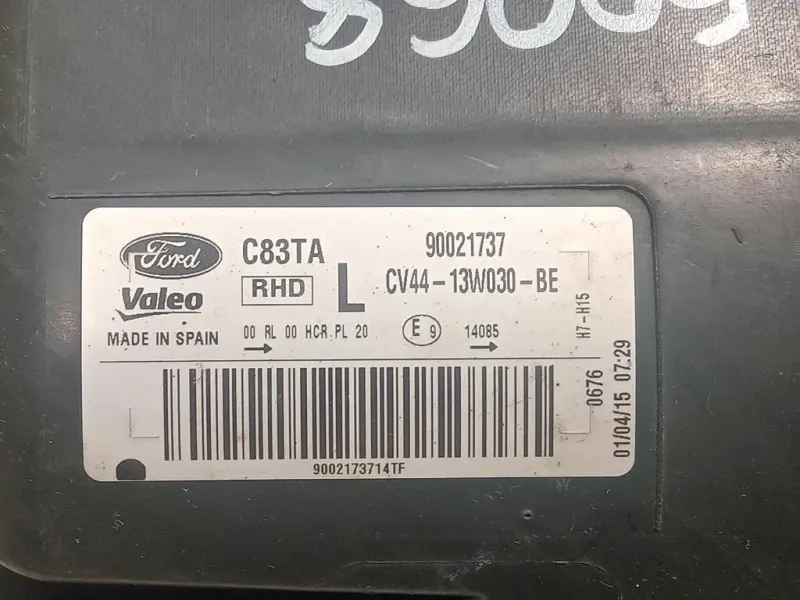 89009
Ford
Valeo
MADE IN SPAIN
C83TA
RHD
L
90021737
CV44-13W030-BE
00 RL 00 HCR PL 20
E 9
14085
H7-H15
0676
01/04/15 07:29
9002173714TF